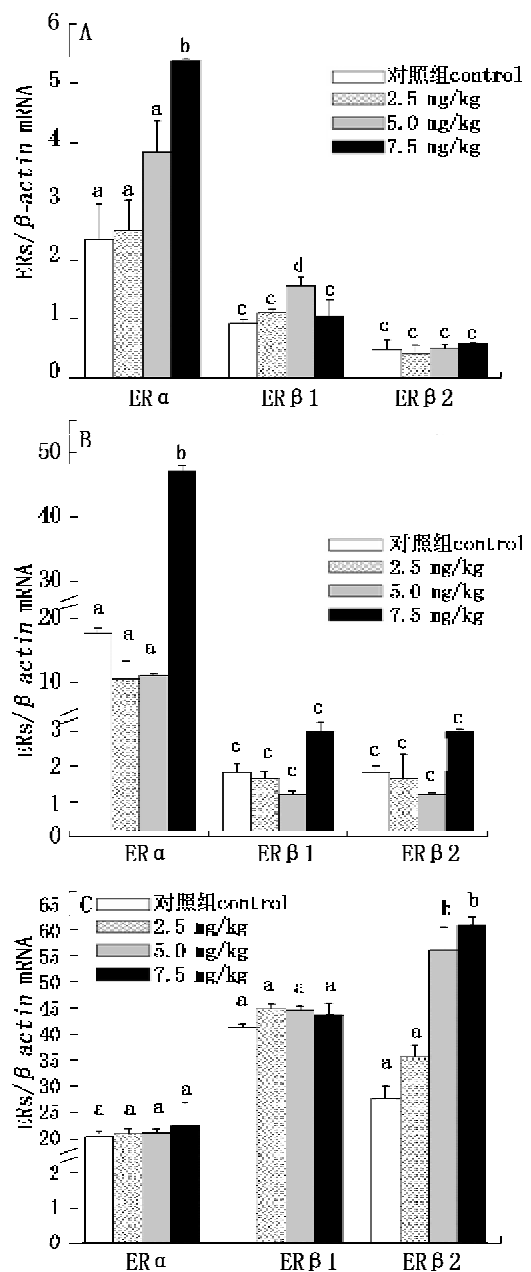 A
ERs/β-actin mRNA
6
5
4
3
2
1
0
对照组control
2.5 mg/kg
5.0 mg/kg
7.5 mg/kg
a a a b
c c d c
c c c c
ERα ERβ1 ERβ2
B
ERs/β actin mRNA
50
40
30
20
10
3
2
1
0
对照组control
2.5 mg/kg
5.0 mg/kg
7.5 mg/kg
a a a b
c c c c
c c c c
ERα ERβ1 ERβ2
C
ERs/β actin mRNA
65
60
55
50
45
40
35
30
25
20
2
1
0
对照组control
2.5 mg/kg
5.0 mg/kg
7.5 mg/kg
a a a a
a a a a
a a b
ERα ERβ1 ERβ2